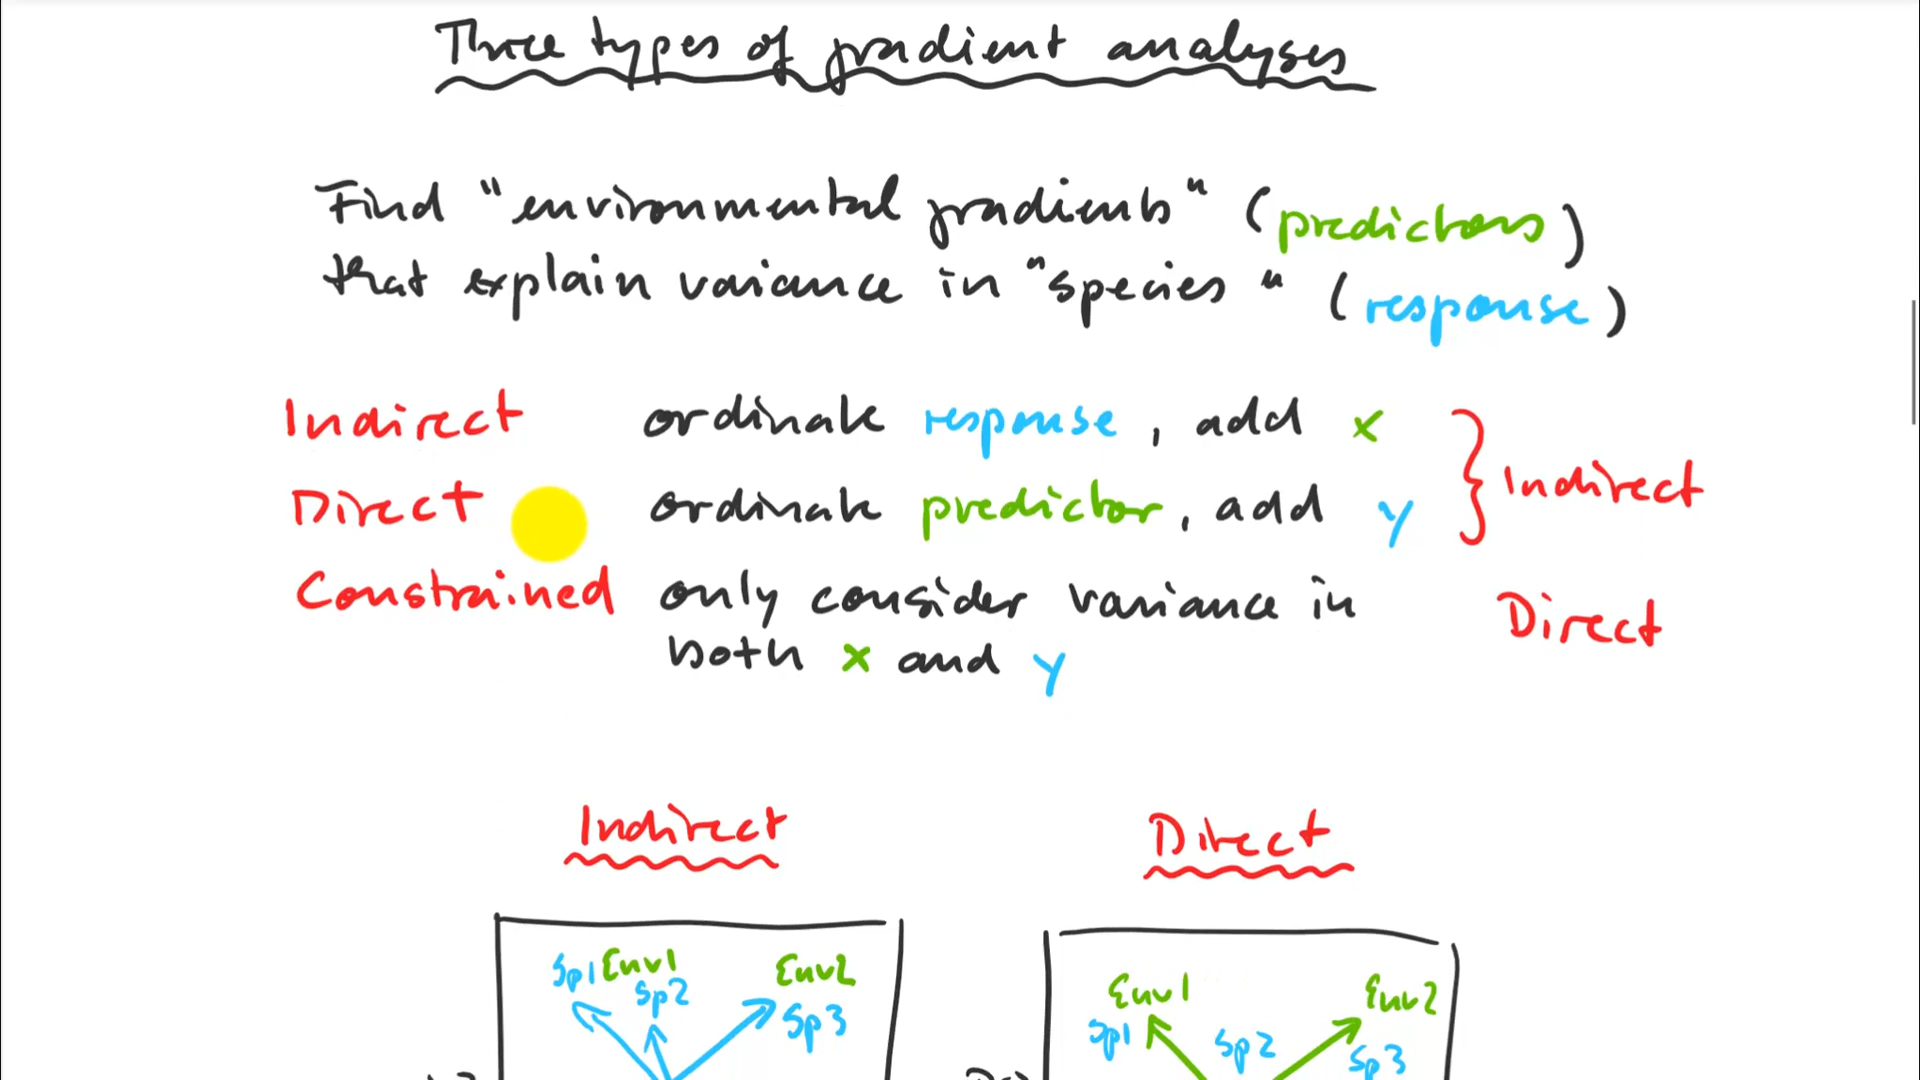 Three types of gradient analyses
Find "environmental gradients" (predictors)
that explain variance in "species" (response)
Indirect ordinate response, add x
Direct ordinate predictor, add y
} Indirect
Constrained only consider variance in
both x and y
Direct
Indirect Direct
Sp1 Env1 Env2
Sp2 Sp3
Env1 Env2
Sp1 Sp2 Sp3